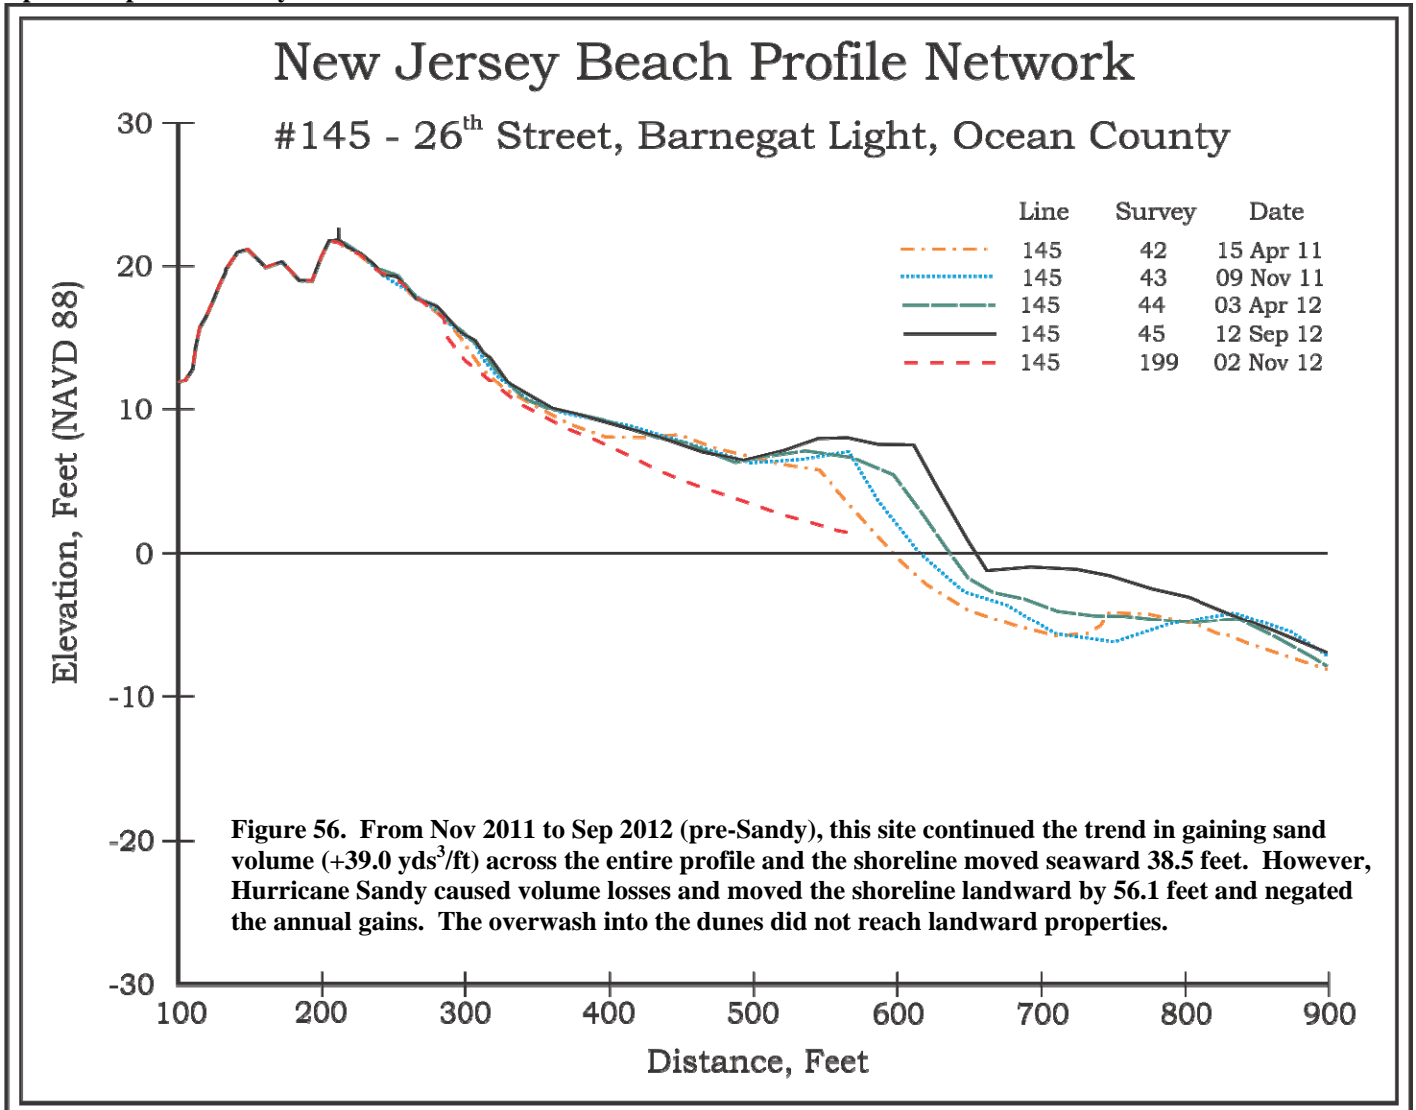 New Jersey Beach Profile Network
#145 - 26th Street, Barnegat Light, Ocean County
Line Survey Date
145 42 15 Apr 11
145 43 09 Nov 11
145 44 03 Apr 12
145 45 12 Sep 12
145 199 02 Nov 12
Elevation, Feet (NAVD 88)
30
20
10
0
-10
-20
-30
Figure 56. From Nov 2011 to Sep 2012 (pre-Sandy), this site continued the trend in gaining sand
volume (+39.0 yds³/ft) across the entire profile and the shoreline moved seaward 38.5 feet. However,
Hurricane Sandy caused volume losses and moved the shoreline landward by 56.1 feet and negated
the annual gains. The overwash into the dunes did not reach landward properties.
100 200 300 400 500 600 700 800 900
Distance, Feet